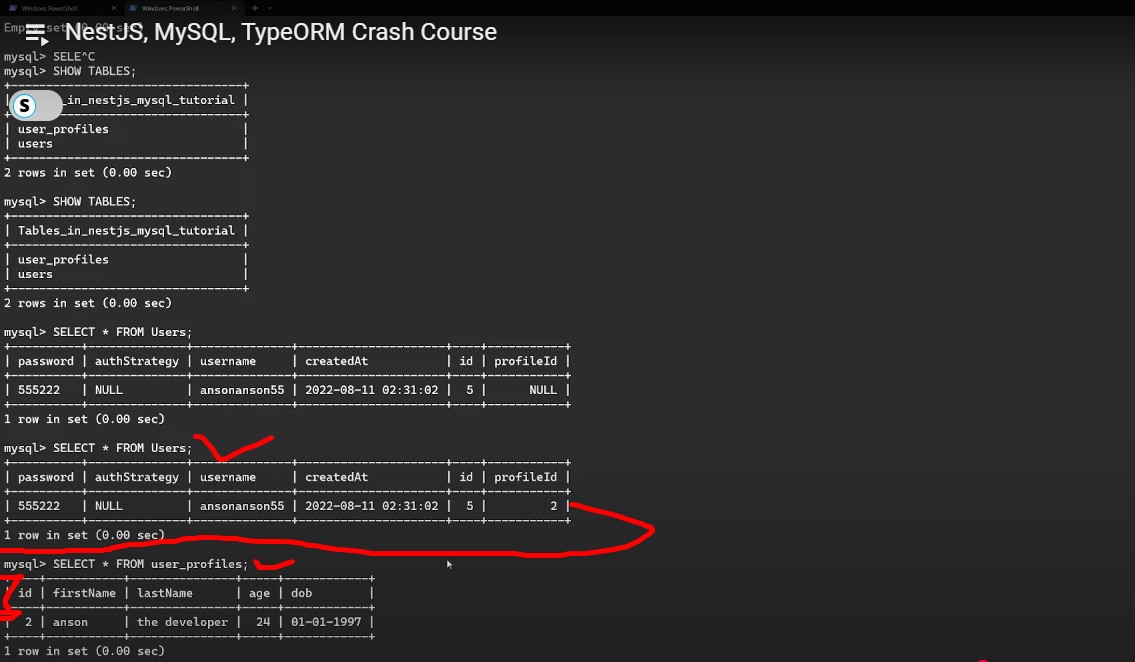 Windows PowerShell Windows PowerShell
NestJS, MySQL, TypeORM Crash Course
Empty set (0.00 sec)
mysql> SELE^C
mysql> SHOW TABLES;
_in_nestjs_mysql_tutorial |
S
| user_profiles |
| users |
2 rows in set (0.00 sec)
mysql> SHOW TABLES;
| Tables_in_nestjs_mysql_tutorial |
| user_profiles |
| users |
2 rows in set (0.00 sec)
mysql> SELECT * FROM Users;
| password | authStrategy | username | createdAt | id | profileId |
| 555222 | NULL | ansonanson55 | 2022-08-11 02:31:02 | 5 | NULL |
1 row in set (0.00 sec)
mysql> SELECT * FROM Users;
| password | authStrategy | username | createdAt | id | profileId |
| 555222 | NULL | ansonanson55 | 2022-08-11 02:31:02 | 5 | 2 |
1 row in set (0.00 sec)
mysql> SELECT * FROM user_profiles;
| id | firstName | lastName | age | dob |
| 2 | anson | the developer | 24 | 01-01-1997 |
1 row in set (0.00 sec)